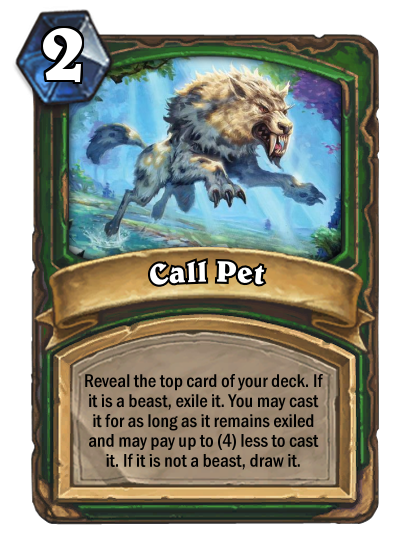 2
Call Pet
Reveal the top card of your deck. If
it is a beast, exile it. You may cast
it for as long as it remains exiled
and may pay up to (4) less to cast
it. If it is not a beast, draw it.